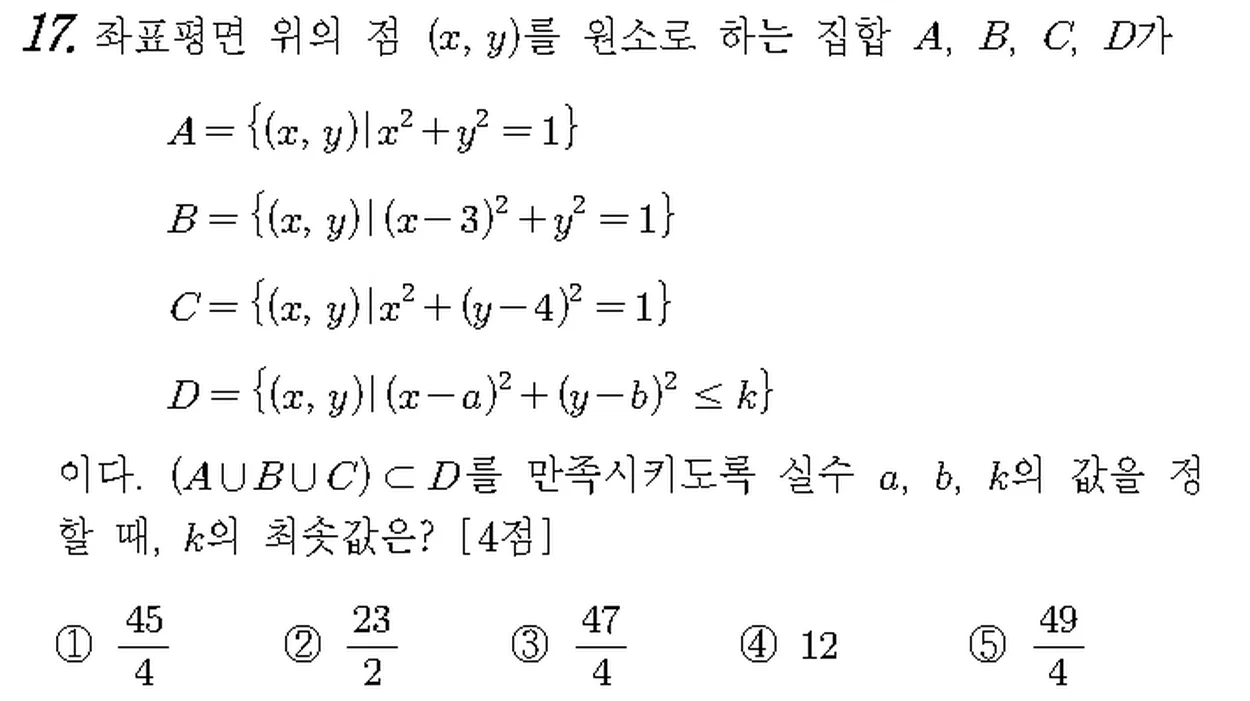 17. 좌표평면 위의 점 (x, y)를 원소로 하는 집합 A, B, C, D가
A = {(x, y)|x² + y² = 1}
B = {(x, y)|(x − 3)² + y² = 1}
C = {(x, y)|x² + (y − 4)² = 1}
D = {(x, y)|(x − a)² + (y − b)² ≤ k}
이다. (A∪B∪C) ⊂ D를 만족시키도록 실수 a, b, k의 값을 정
할 때, k의 최솟값은? [4점]
① 45/4 ② 23/2 ③ 47/4 ④ 12 ⑤ 49/4